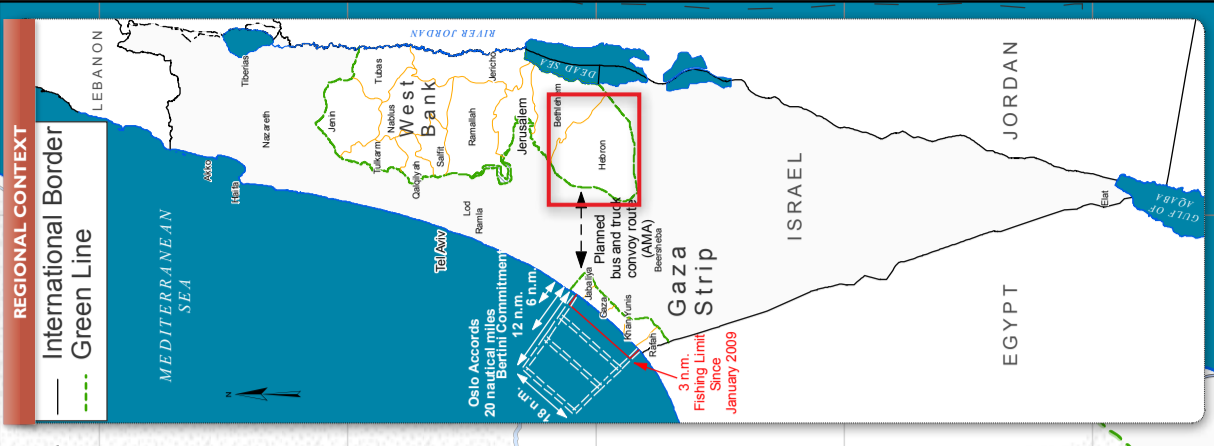 REGIONAL CONTEXT
International Border
Green Line
LEBANON
MEDITERRANEAN
SEA
N
Akko
Haifa
Tiberias
Nazareth
RIVER JORDAN
Jenin
Tubas
Tulkarm
Nablus
West
Bank
Qalqilyah
Salfit
Ramallah
Jericho
Tel Aviv
Lod
Ramla
Jerusalem
DEAD SEA
Bethlehem
Hebron
Planned
bus and truck
convoy route
(AMA)
Beersheba
Gaza
Strip
Jabaliya
Gaza
Khan Yunis
Rafah
Oslo Accords
20 nautical miles
Bertini Commitment
12 n.m.
6 n.m.
18 n.m.
3 n.m.
Fishing Limit
Since
January 2009
ISRAEL
JORDAN
EGYPT
Elat
GULF OF
AQABA